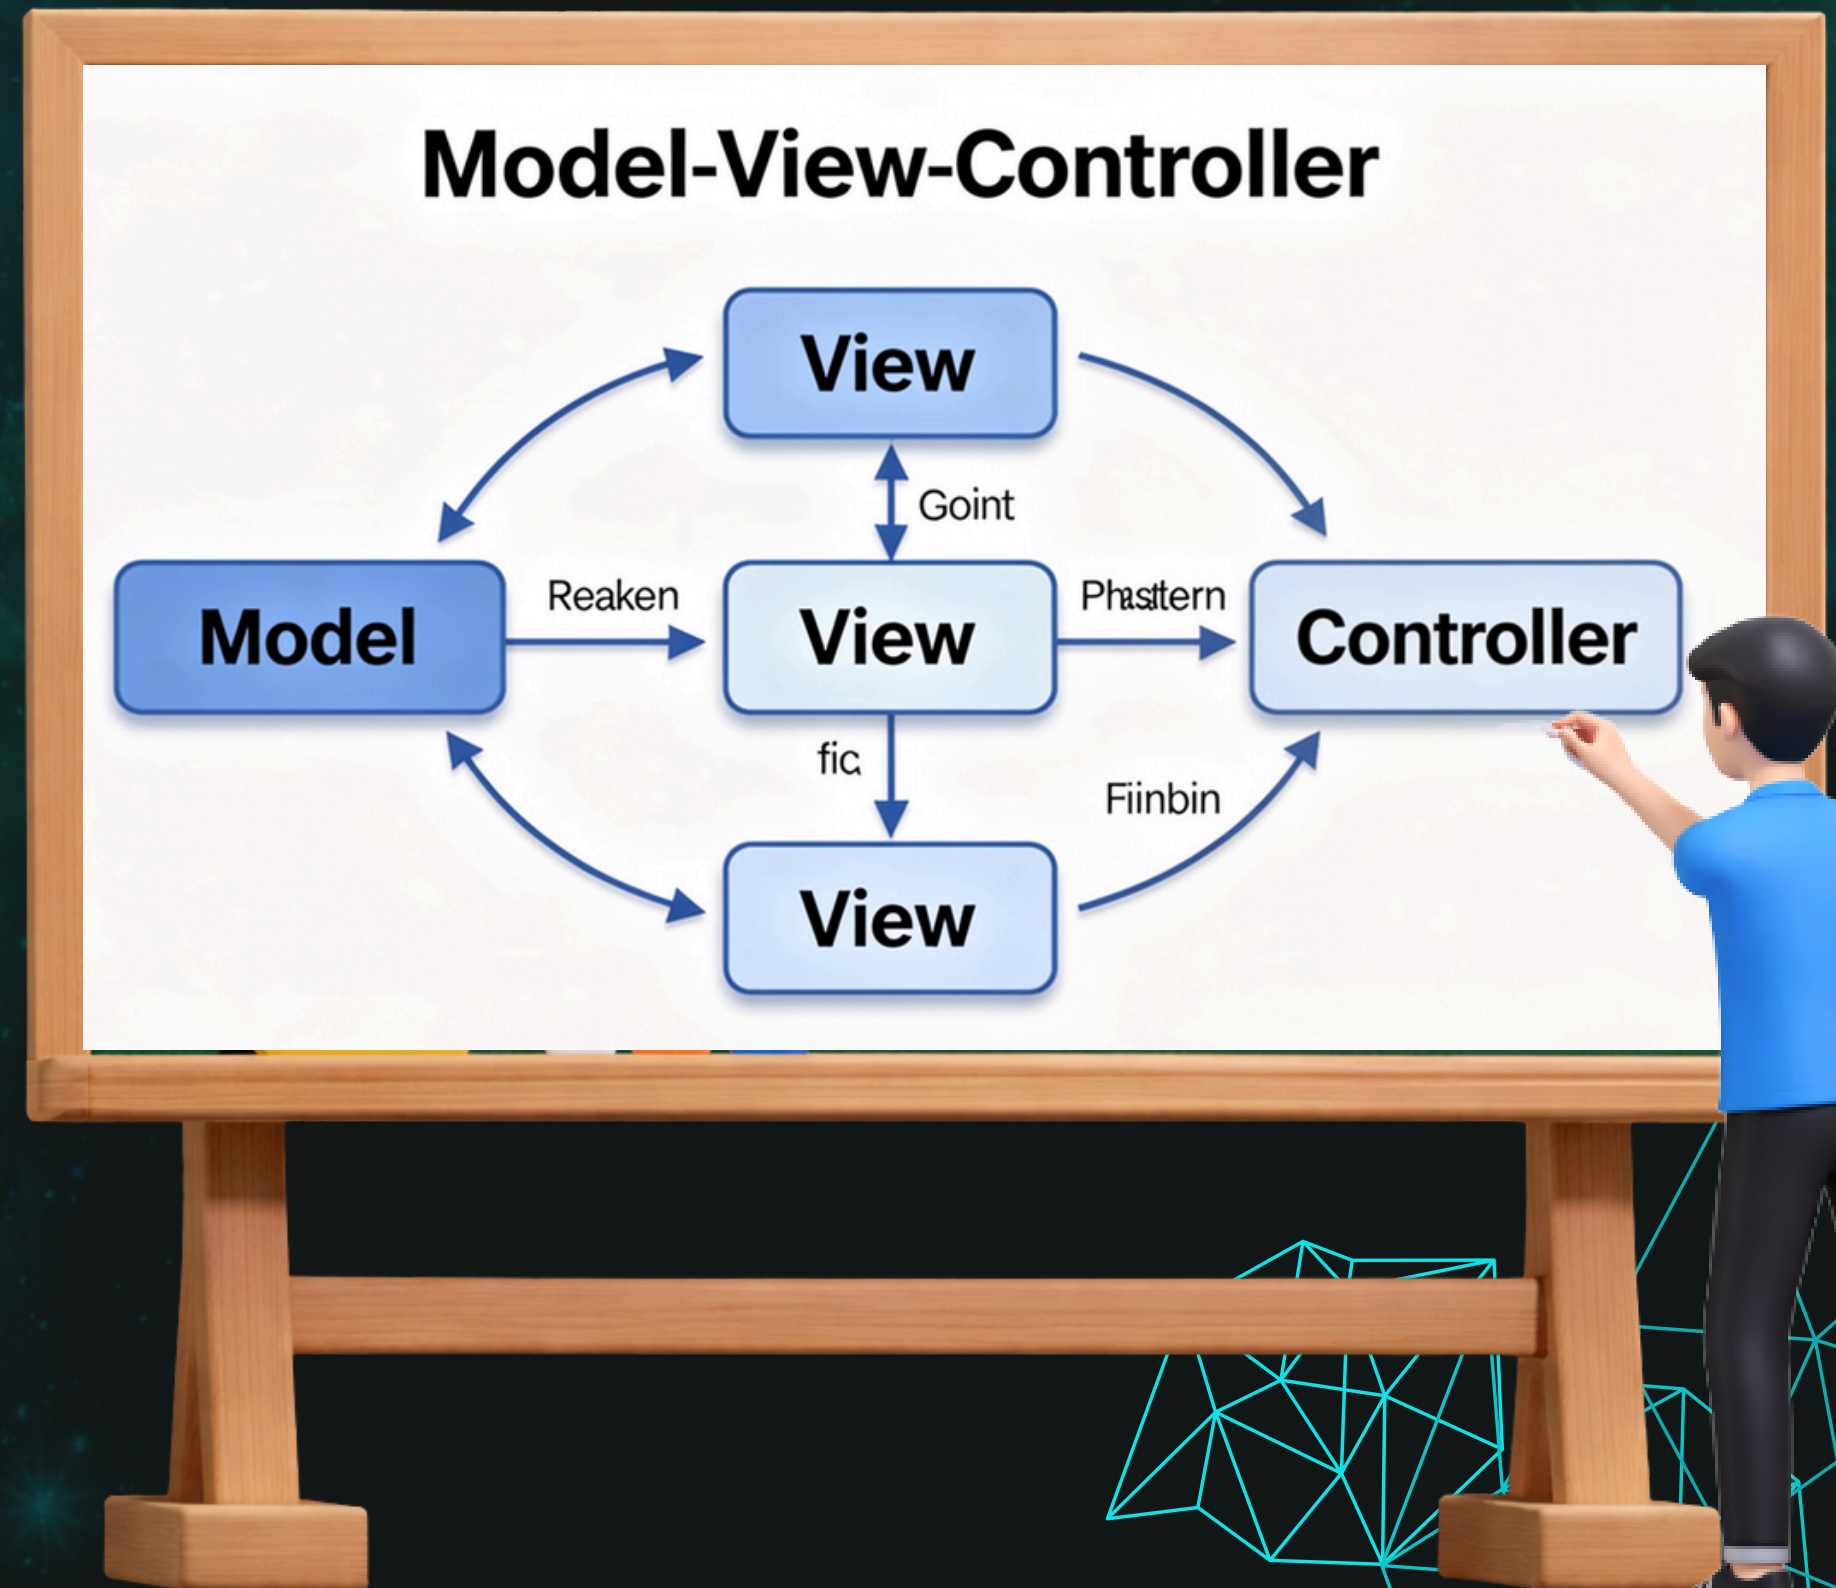 Model-View-Controller
View
Goint
Model
Reaken
View
Phasttern
Controller
fic
Fiinbin
View